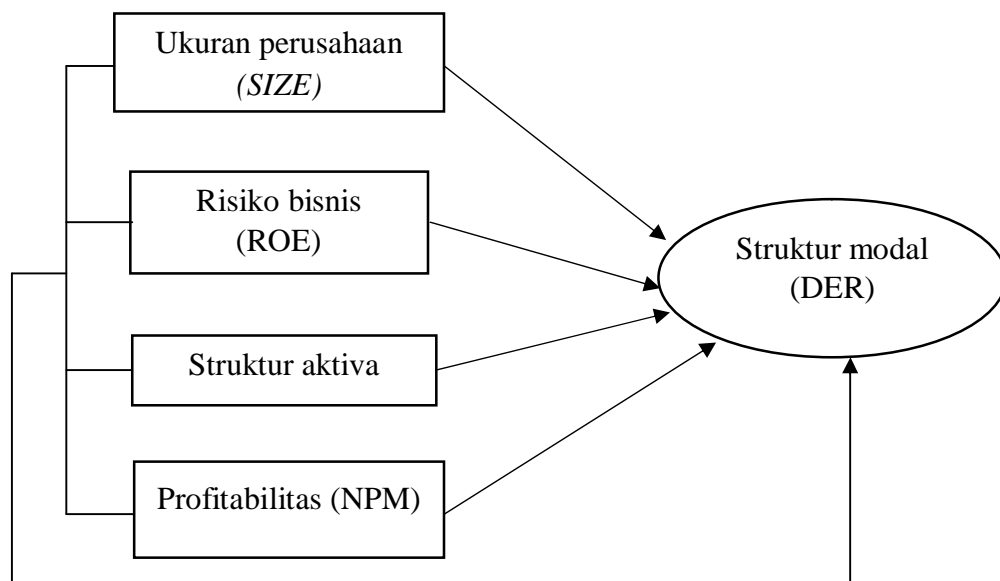 Ukuran perusahaan
(SIZE)
Risiko bisnis
(ROE)
Struktur modal
(DER)
Struktur aktiva
Profitabilitas (NPM)